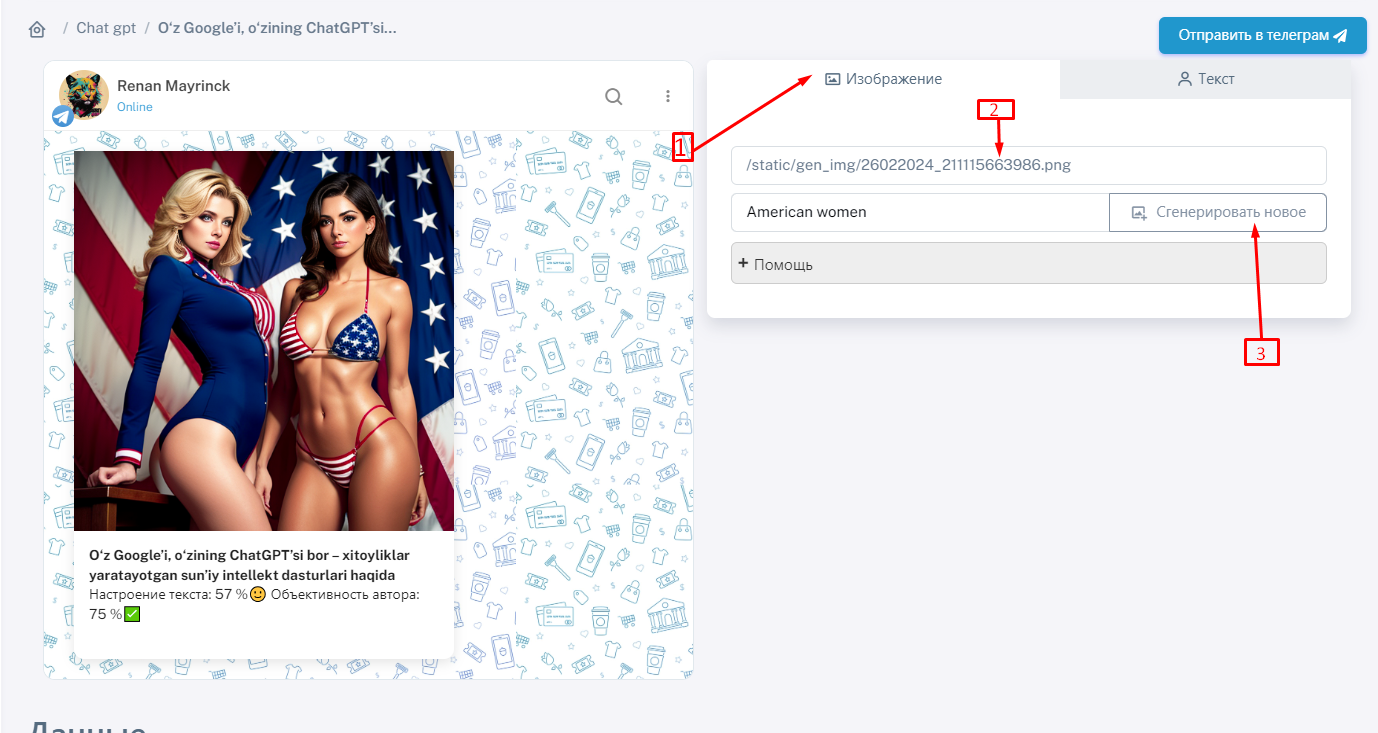 / Chat gpt / O‘z Google’i, o‘zining ChatGPT’si...
Отправить в телеграм
Renan Mayrinck
Online
Изображение
Текст
1
2
/static/gen_img/26022024_211115663986.png
American women
Сгенерировать новое
+ Помощь
3
O‘z Google’i, o‘zining ChatGPT’si bor – xitoyliklar
yaratayotgan sun’iy intellekt dasturlari haqida
Настроение текста: 57 %🙂 Объективность автора:
75 %✅
Данные